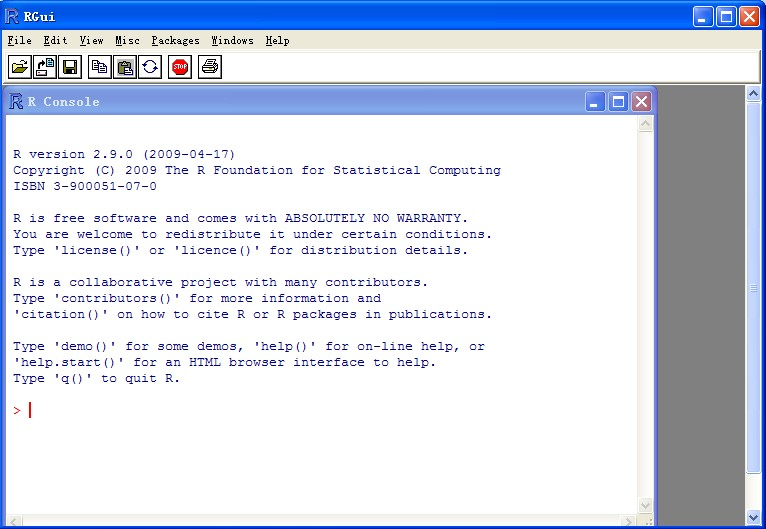 RGui
File Edit View Misc Packages Windows Help
STOP
R Console
R version 2.9.0 (2009-04-17)
Copyright (C) 2009 The R Foundation for Statistical Computing
ISBN 3-900051-07-0
R is free software and comes with ABSOLUTELY NO WARRANTY.
You are welcome to redistribute it under certain conditions.
Type 'license()' or 'licence()' for distribution details.
R is a collaborative project with many contributors.
Type 'contributors()' for more information and
'citation()' on how to cite R or R packages in publications.
Type 'demo()' for some demos, 'help()' for on-line help, or
'help.start()' for an HTML browser interface to help.
Type 'q()' to quit R.
>